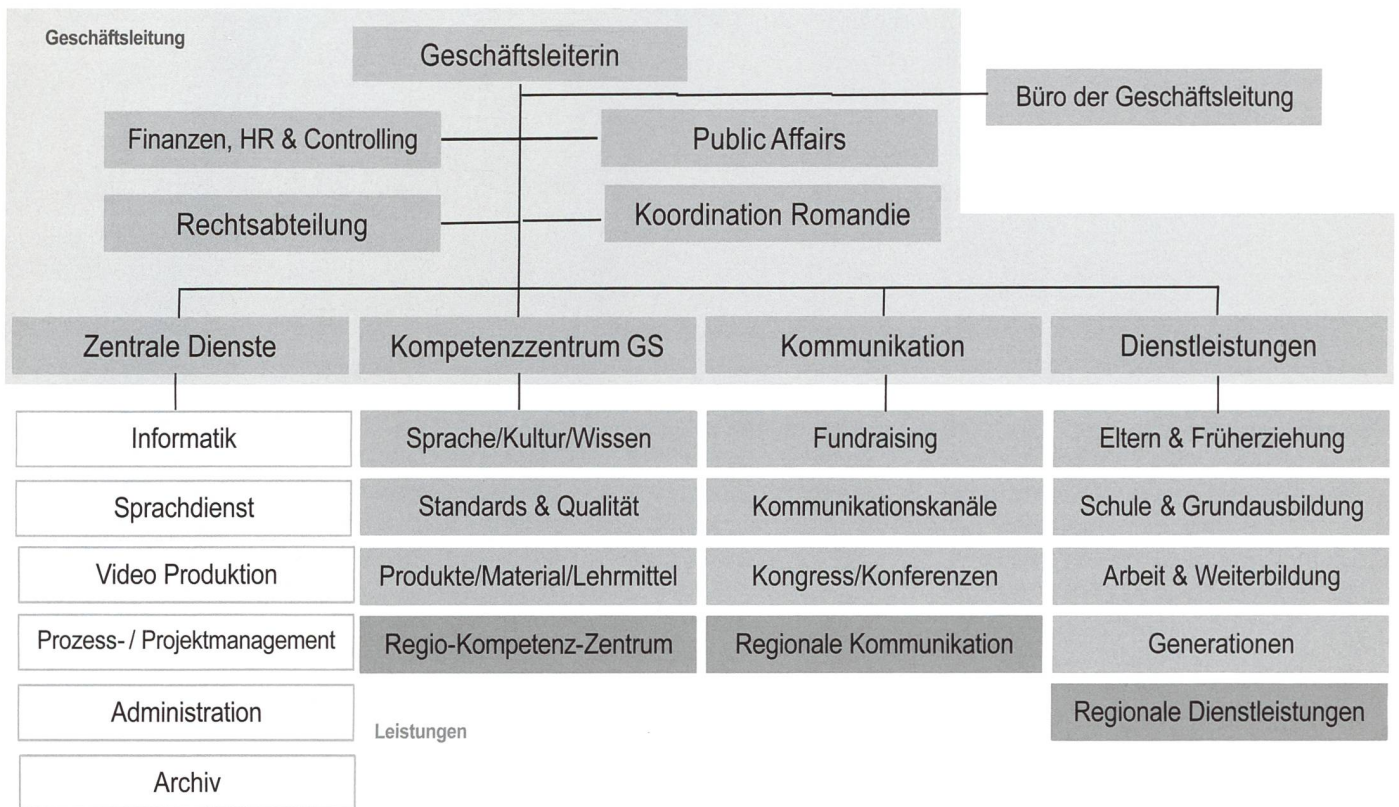 Geschäftsleitung
Geschäftsleiterin
Büro der Geschäftsleitung
Finanzen, HR & Controlling
Public Affairs
Rechtsabteilung
Koordination Romandie
Zentrale Dienste
Kompetenzzentrum GS
Kommunikation
Dienstleistungen
Informatik
Sprache/Kultur/Wissen
Fundraising
Eltern & Früherziehung
Sprachdienst
Standards & Qualität
Kommunikationskanäle
Schule & Grundausbildung
Video Produktion
Produkte/Material/Lehrmittel
Kongress/Konferenzen
Arbeit & Weiterbildung
Prozess- / Projektmanagement
Regio-Kompetenz-Zentrum
Regionale Kommunikation
Generationen
Administration
Leistungen
Regionale Dienstleistungen
Archiv